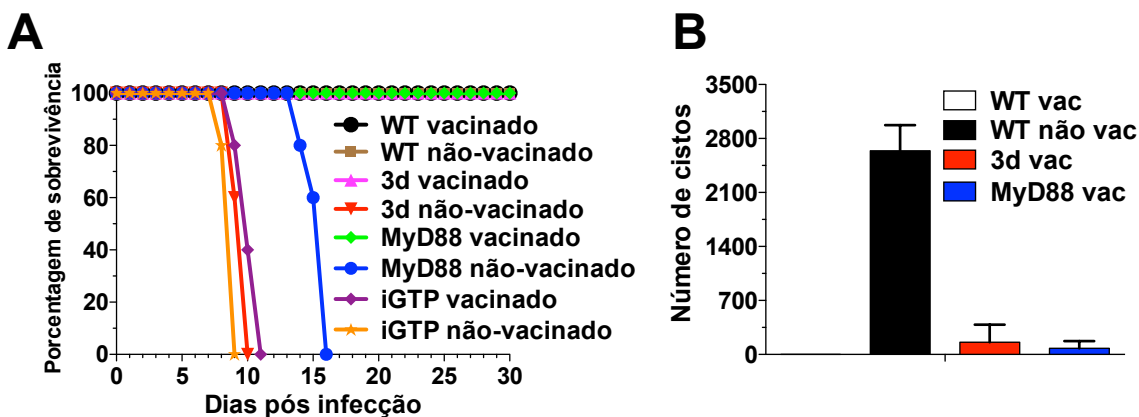 A
Porcentagem de sobrevivência
100
80
60
40
20
0
0 5 10 15 20 25 30
Dias pós infecção
WT vacinado
WT não-vacinado
3d vacinado
3d não-vacinado
MyD88 vacinado
MyD88 não-vacinado
iGTP vacinado
iGTP não-vacinado
B
Número de cistos
3500
2800
2100
1400
700
0
WT vac
WT não vac
3d vac
MyD88 vac